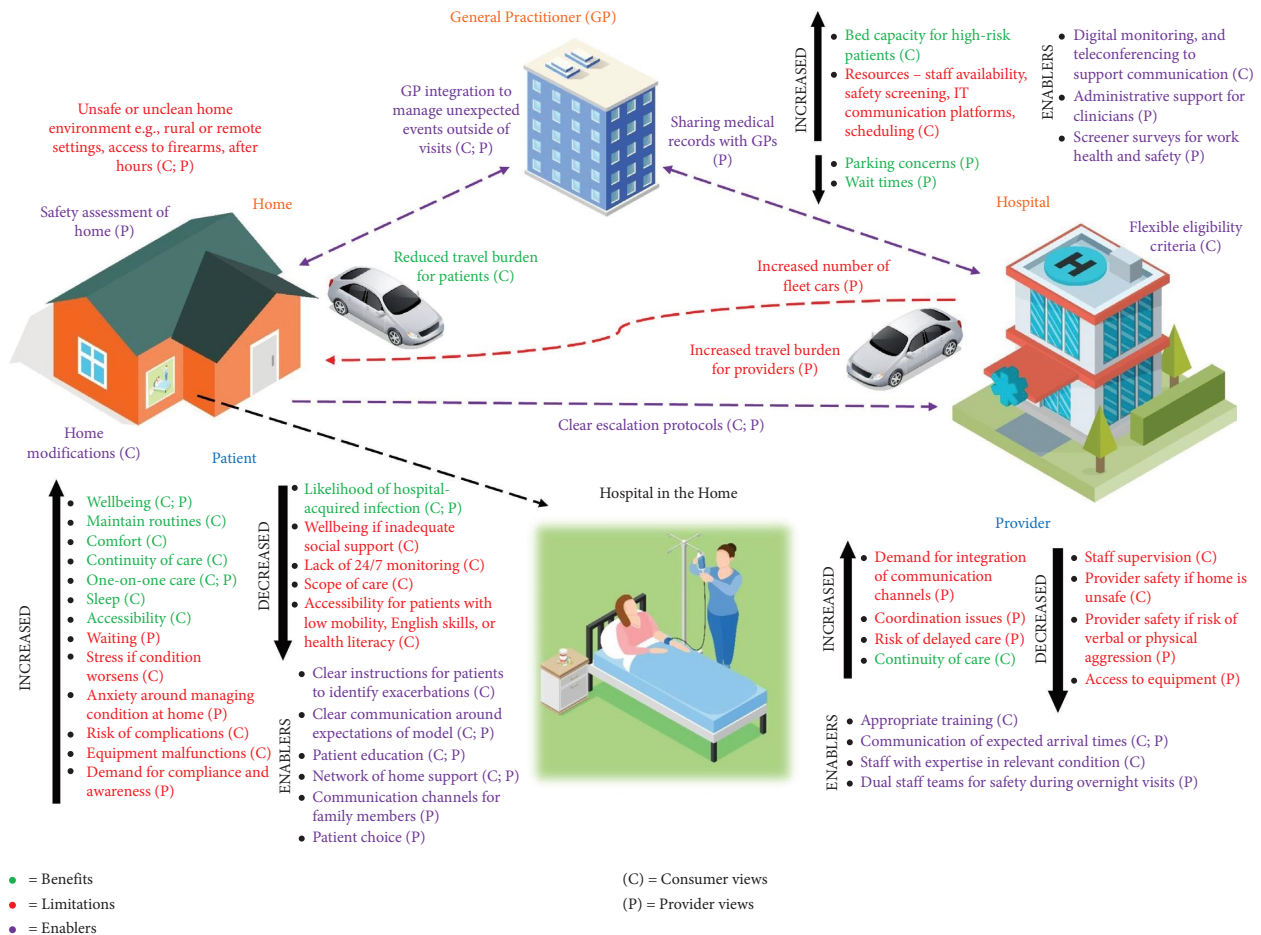 General Practitioner (GP)
GP integration to
manage unexpected
events outside of
visits (C; P)
Sharing medical
records with GPs
(P)
Unsafe or unclean home
environment e.g., rural or remote
settings, access to firearms, after
hours (C; P)
Safety assessment of
home (P)
Home
Reduced travel burden
for patients (C)
INCREASED
Bed capacity for high-risk
patients (C)
Resources – staff availability,
safety screening, IT
communication platforms,
scheduling (C)
Parking concerns (P)
Wait times (P)
ENABLERS
Digital monitoring, and
teleconferencing to
support communication (C)
Administrative support for
clinicians (P)
Screener surveys for work
health and safety (P)
Hospital
Flexible eligibility
criteria (C)
H
Increased number of
fleet cars (P)
Increased travel burden
for providers (P)
Clear escalation protocols (C; P)
Home
modifications (C)
Patient
INCREASED
Wellbeing (C; P)
Maintain routines (C)
Comfort (C)
Continuity of care (C)
One-on-one care (C; P)
Sleep (C)
Accessibility (C)
Waiting (P)
Stress if condition
worsens (C)
Anxiety around managing
condition at home (P)
Risk of complications (C)
Equipment malfunctions (C)
Demand for compliance and
awareness (P)
DECREASED
Likelihood of hospital-
acquired infection (C; P)
Wellbeing if inadequate
social support (C)
Lack of 24/7 monitoring (C)
Scope of care (C)
Accessibility for patients with
low mobility, English skills, or
health literacy (C)
ENABLERS
Clear instructions for patients
to identify exacerbations (C)
Clear communication around
expectations of model (C; P)
Patient education (C; P)
Network of home support (C; P)
Communication channels for
family members (P)
Patient choice (P)
Hospital in the Home
Provider
INCREASED
Demand for integration
of communication
channels (P)
Coordination issues (P)
Risk of delayed care (P)
Continuity of care (C)
DECREASED
Staff supervision (C)
Provider safety if home is
unsafe (C)
Provider safety if risk of
verbal or physical
aggression (P)
Access to equipment (P)
ENABLERS
Appropriate training (C)
Communication of expected arrival times (C; P)
Staff with expertise in relevant condition (C)
Dual staff teams for safety during overnight visits (P)
= Benefits
= Limitations
= Enablers
(C) = Consumer views
(P) = Provider views